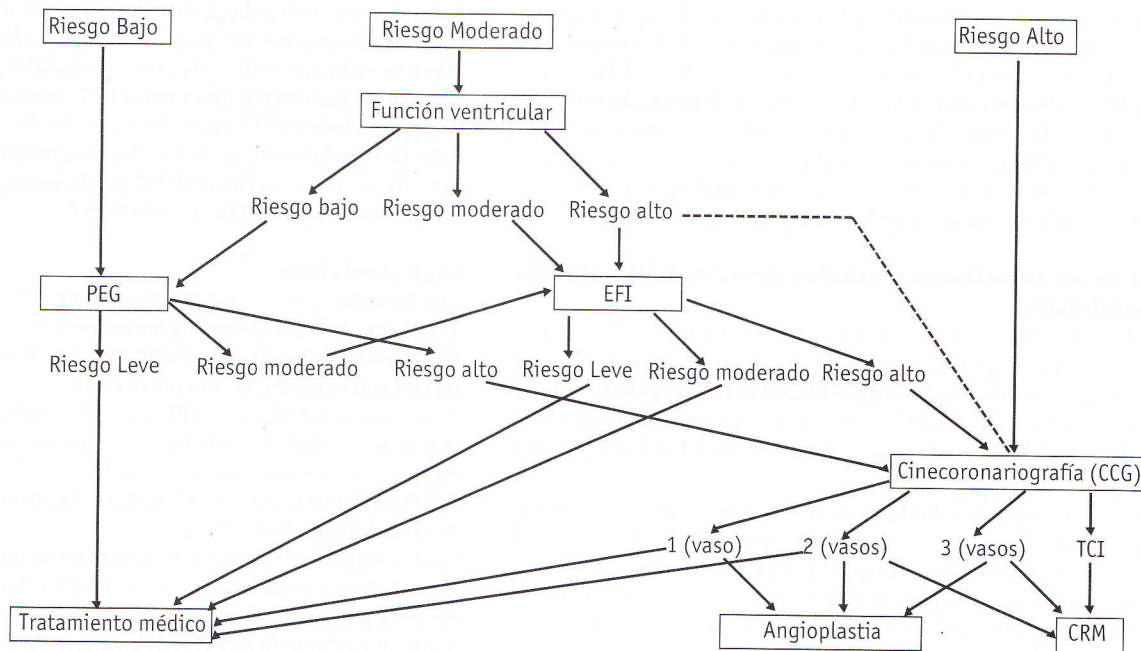 Riesgo Bajo
Riesgo Moderado
Riesgo Alto
Función ventricular
Riesgo bajo
Riesgo moderado
Riesgo alto
PEG
EFI
Riesgo Leve
Riesgo moderado
Riesgo alto
Riesgo Leve
Riesgo moderado
Riesgo alto
Cinecoronariografía (CCG)
1 (vaso)
2 (vasos)
3 (vasos)
TCI
Tratamiento médico
Angioplastia
CRM